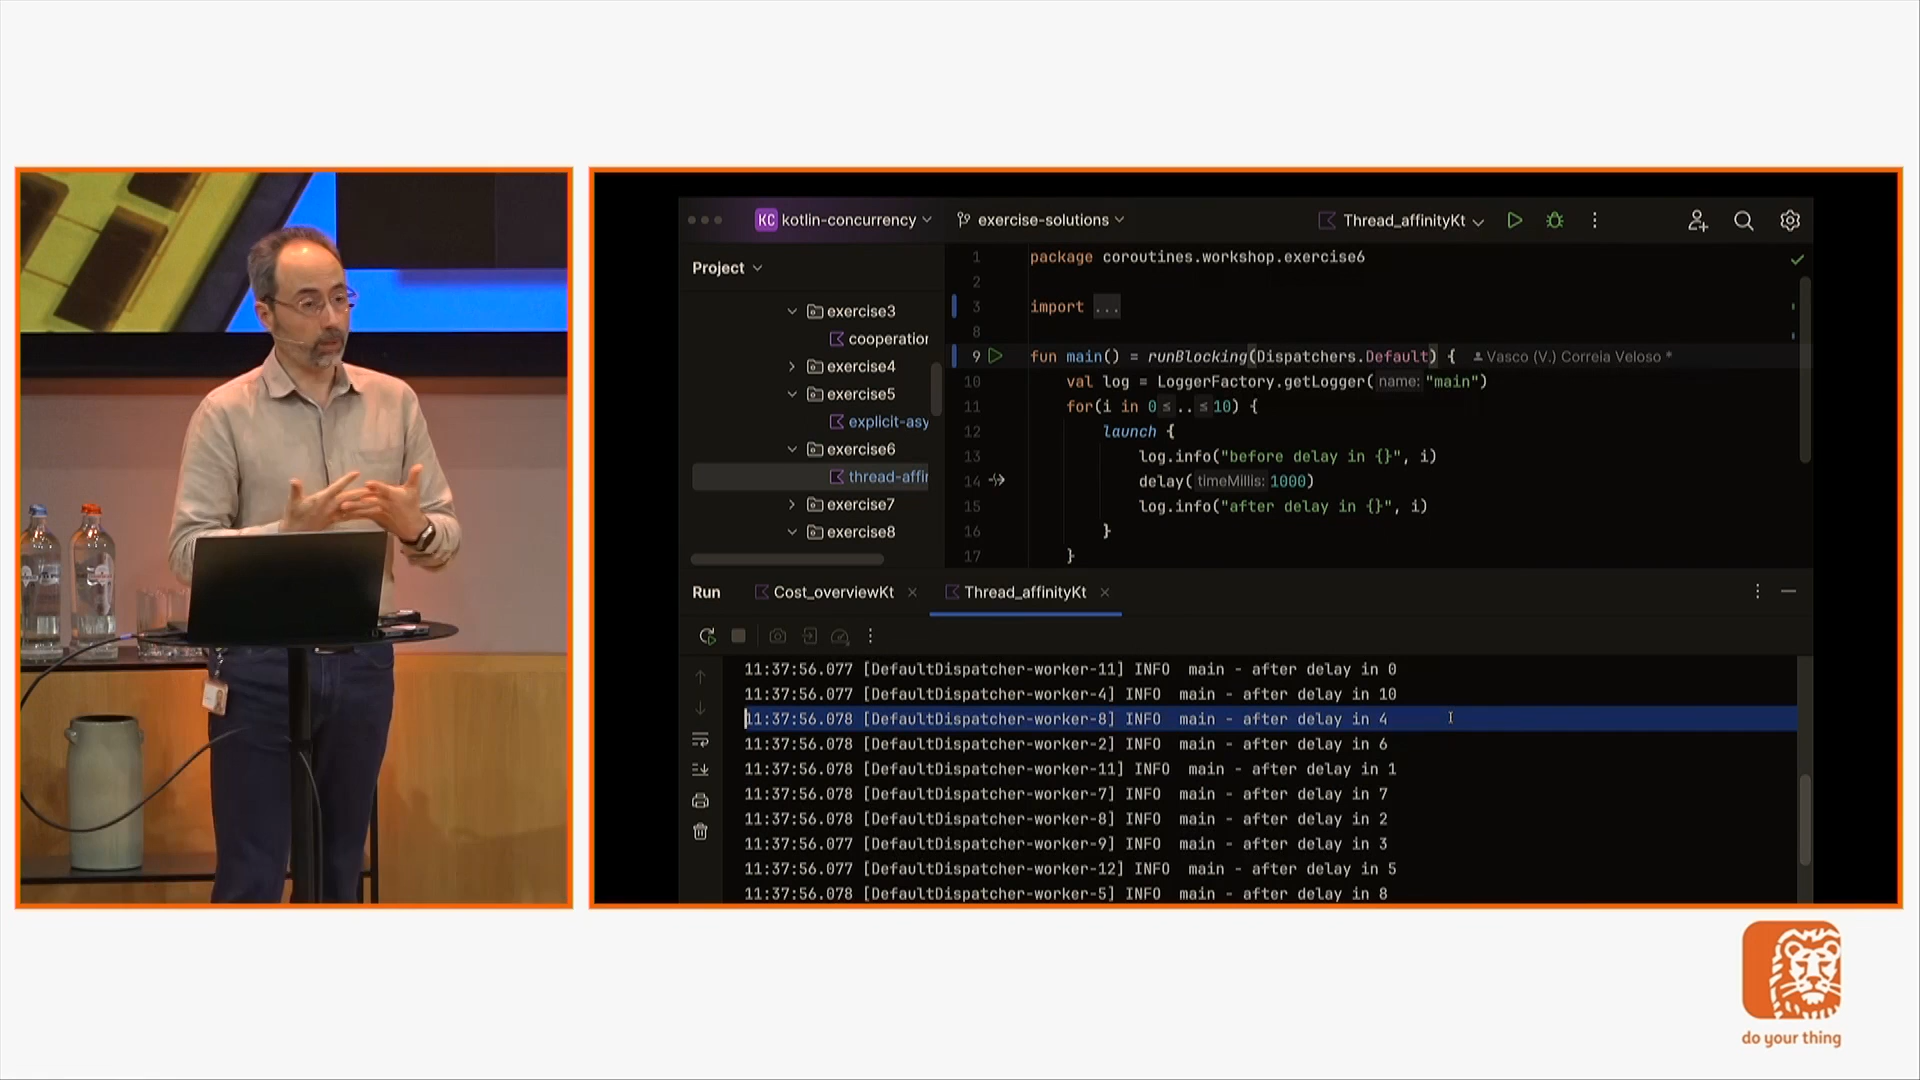 KC kotlin-concurrency
exercise-solutions
Thread_affinityKt
Project
exercise3
cooperation
exercise4
exercise5
explicit-asy
exercise6
thread-affin
exercise7
exercise8
1 package coroutines.workshop.exercise6
2
3 import ...
8
9 fun main() = runBlocking(Dispatchers.Default) { Vasco (V.) Correia Veloso *
10 val log = LoggerFactory.getLogger( name: "main")
11 for(i in 0 ≤ .. ≤ 10) {
12 launch {
13 log.info("before delay in {}", i)
14 delay( timeMillis: 1000)
15 log.info("after delay in {}", i)
16 }
17 }
Run
Cost_overviewKt
Thread_affinityKt
11:37:56.077 [DefaultDispatcher-worker-11] INFO main - after delay in 0
11:37:56.077 [DefaultDispatcher-worker-4] INFO main - after delay in 10
11:37:56.078 [DefaultDispatcher-worker-8] INFO main - after delay in 4
11:37:56.078 [DefaultDispatcher-worker-2] INFO main - after delay in 6
11:37:56.078 [DefaultDispatcher-worker-11] INFO main - after delay in 1
11:37:56.078 [DefaultDispatcher-worker-7] INFO main - after delay in 7
11:37:56.078 [DefaultDispatcher-worker-8] INFO main - after delay in 2
11:37:56.077 [DefaultDispatcher-worker-9] INFO main - after delay in 3
11:37:56.077 [DefaultDispatcher-worker-12] INFO main - after delay in 5
11:37:56.078 [DefaultDispatcher-worker-5] INFO main - after delay in 8
do your thing